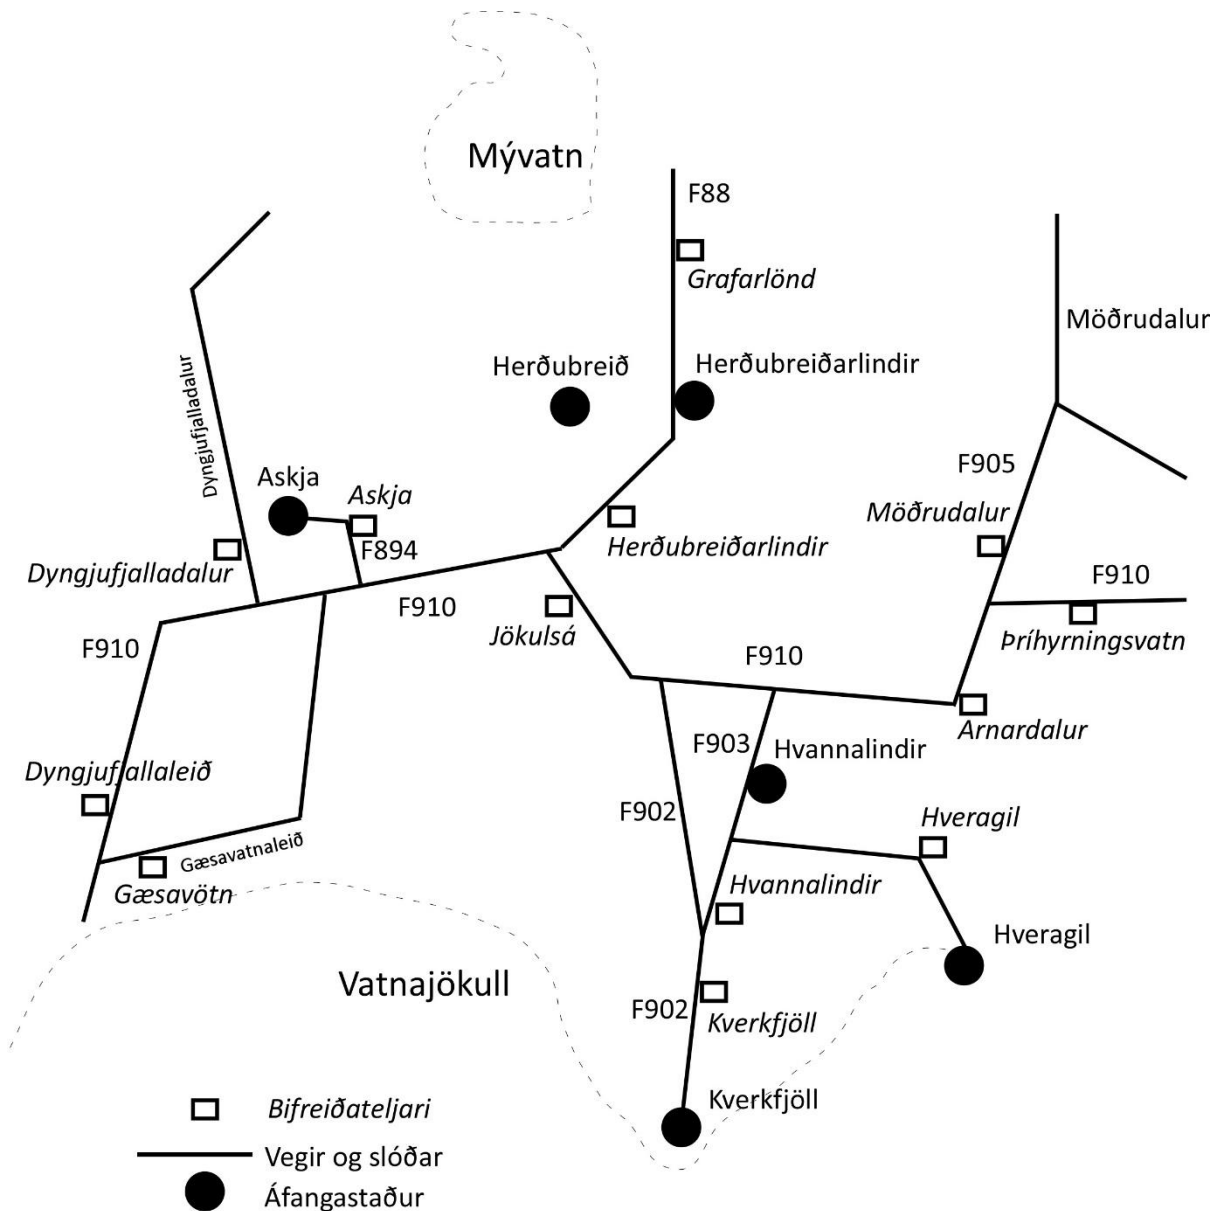 Mývatn
F88
Grafarlönd
Möðrudalur
Herðubreið
Herðubreiðarlindir
Dyngjufjalladalur
Askja
Askja
F905
Möðrudalur
Herðubreiðarlindir
F894
Dyngjufjalladalur
F910
F910
Jökulsá
Þríhyrningsvatn
F910
F910
Arnardalur
F903
Hvannalindir
Dyngjufjallaleið
F902
Hveragil
Gæsavatnaleið
Gæsavötn
Hvannalindir
Hveragil
Vatnajökull
F902
Kverkfjöll
Kverkfjöll
Bifreiðateljari
Vegir og slóðar
Áfangastaður